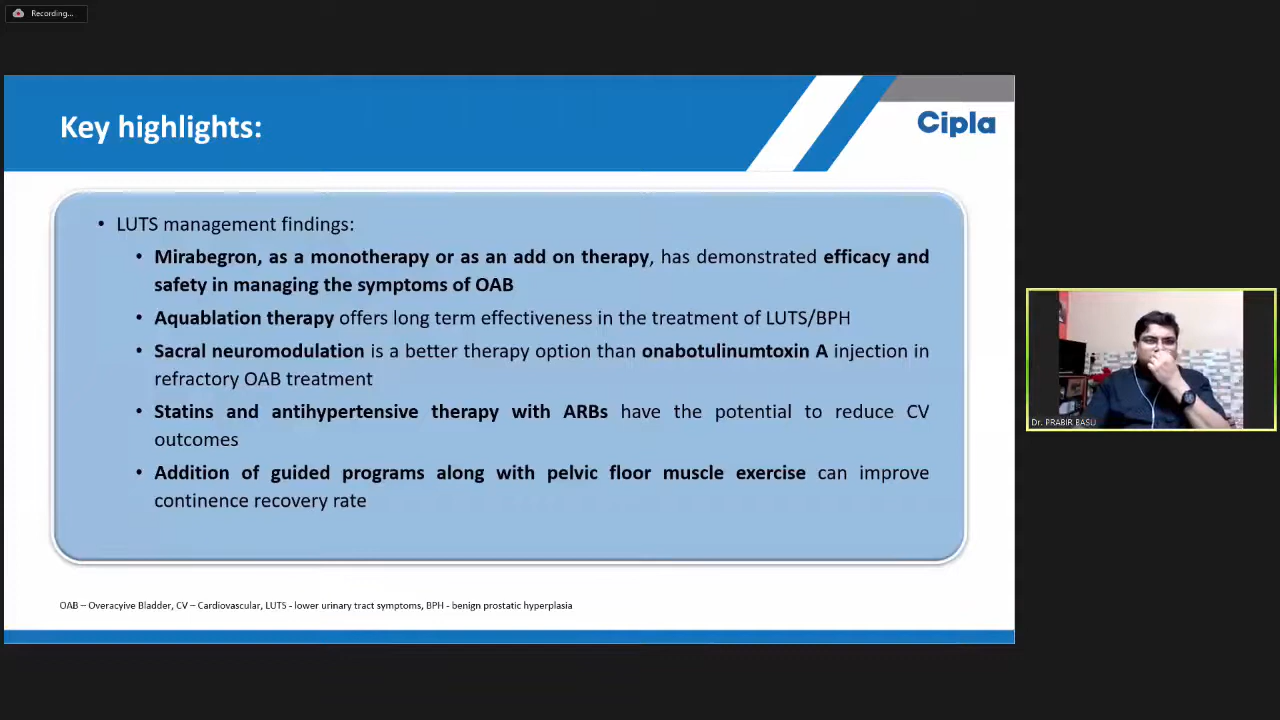 Recording...
Key highlights:
Cipla
• LUTS management findings:
• Mirabegron, as a monotherapy or as an add on therapy, has demonstrated efficacy and
safety in managing the symptoms of OAB
• Aquablation therapy offers long term effectiveness in the treatment of LUTS/BPH
• Sacral neuromodulation is a better therapy option than onabotulinumtoxin A injection in
refractory OAB treatment
• Statins and antihypertensive therapy with ARBs have the potential to reduce CV
outcomes
• Addition of guided programs along with pelvic floor muscle exercise can improve
continence recovery rate
OAB – Overacyive Bladder, CV – Cardiovascular, LUTS - lower urinary tract symptoms, BPH - benign prostatic hyperplasia
Dr. PRABIR BASU